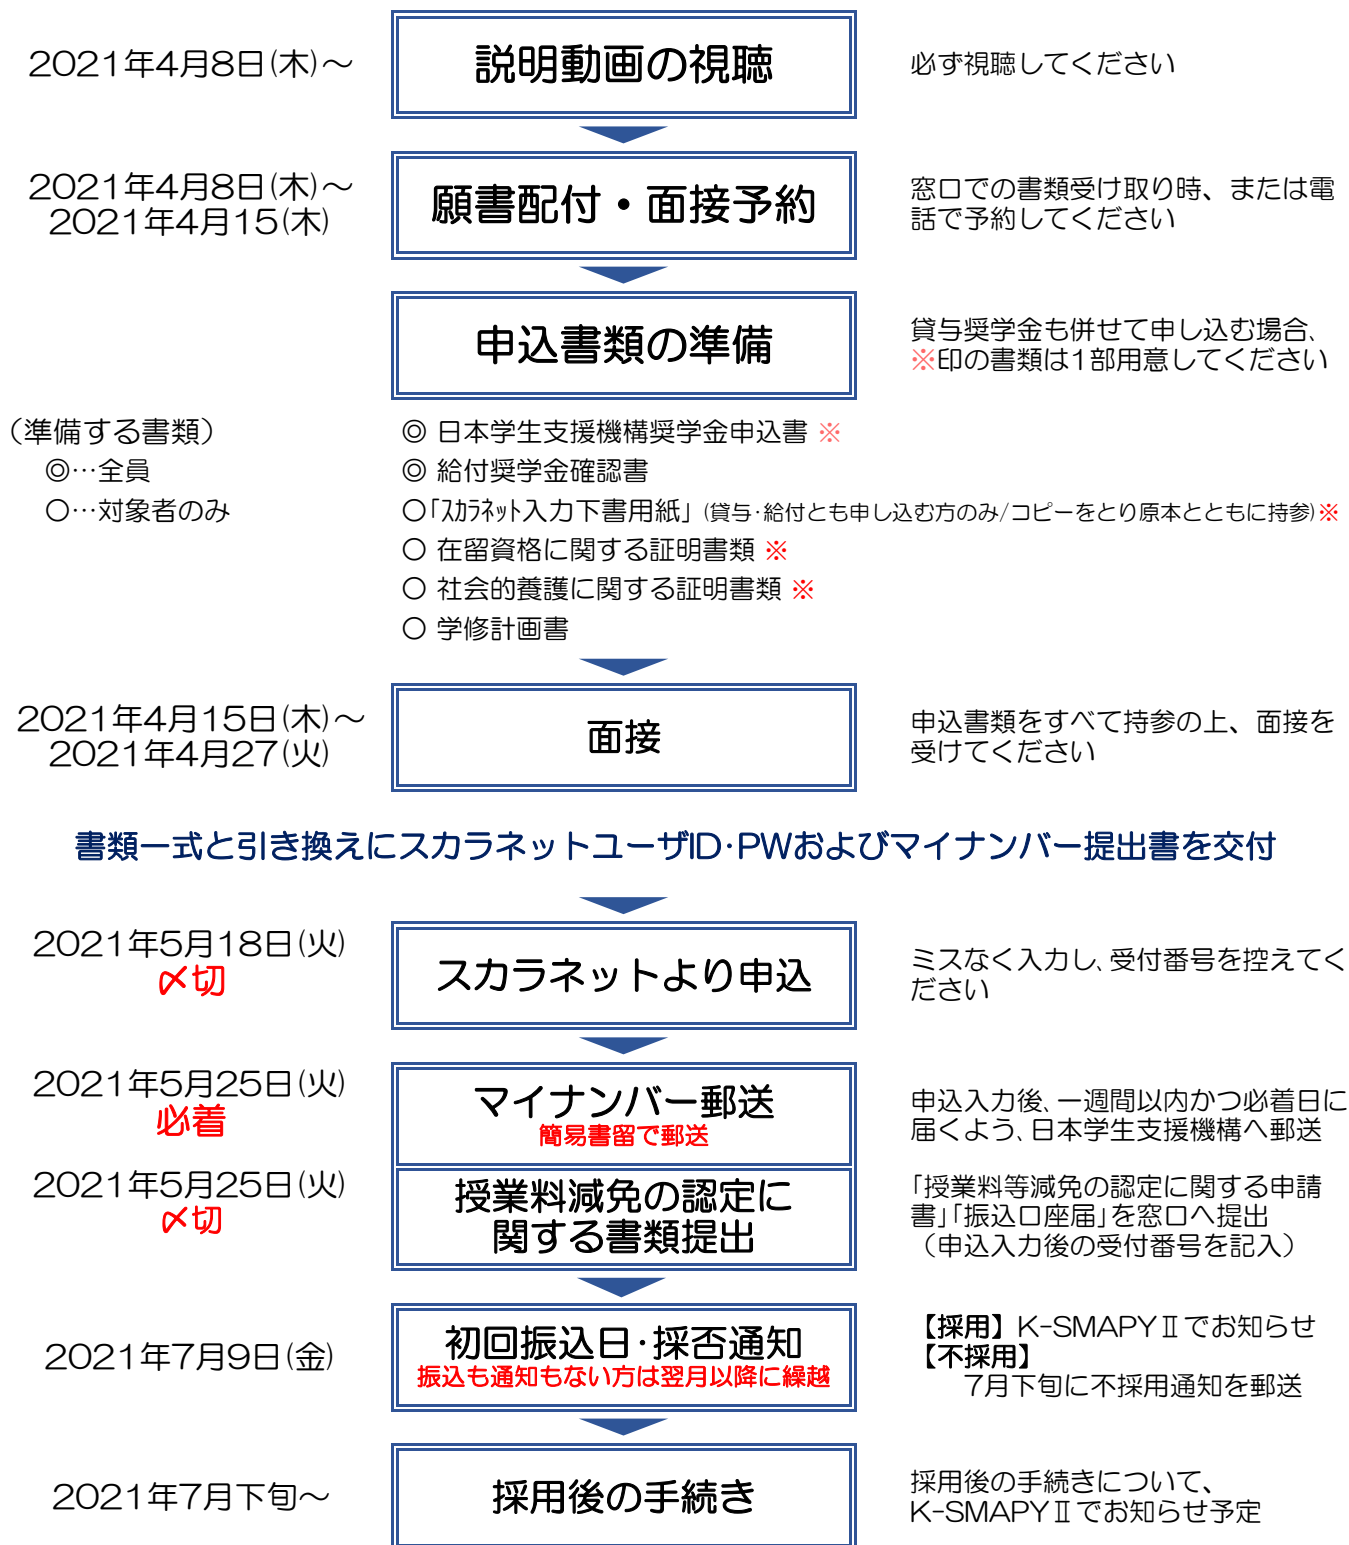 2021年4月8日(木)～
説明動画の視聴
必ず視聴してください
2021年4月8日(木)～
2021年4月15(木)
願書配付・面接予約
窓口での書類受け取り時、または電
話で予約してください
申込書類の準備
貸与奨学金も併せて申し込む場合、
※印の書類は1部用意してください
（準備する書類）
◎…全員
○…対象者のみ
◎ 日本学生支援機構奨学金申込書 ※
◎ 給付奨学金確認書
○「ｽｶﾗﾈｯﾄ入力下書用紙」(貸与･給付とも申し込む方のみ/コピーをとり原本とともに持参)※
○ 在留資格に関する証明書類 ※
○ 社会的養護に関する証明書類 ※
○ 学修計画書
2021年4月15日(木)～
2021年4月27(火)
面接
申込書類をすべて持参の上、面接を
受けてください
書類一式と引き換えにスカラネットユーザID･PWおよびマイナンバー提出書を交付
2021年5月18日(火)
〆切
スカラネットより申込
ミスなく入力し､受付番号を控えてく
ださい
2021年5月25日(火)
必着
マイナンバー郵送
簡易書留で郵送
申込入力後､一週間以内かつ必着日に
届くよう､日本学生支援機構へ郵送
2021年5月25日(火)
〆切
授業料減免の認定に
関する書類提出
｢授業料等減免の認定に関する申請
書｣｢振込口座届｣を窓口へ提出
（申込入力後の受付番号を記入）
2021年7月9日(金)
初回振込日･採否通知
振込も通知もない方は翌月以降に繰越
【採用】K-SMAPYⅡでお知らせ
【不採用】
7月下旬に不採用通知を郵送
2021年7月下旬～
採用後の手続き
採用後の手続きについて、
K-SMAPYⅡでお知らせ予定